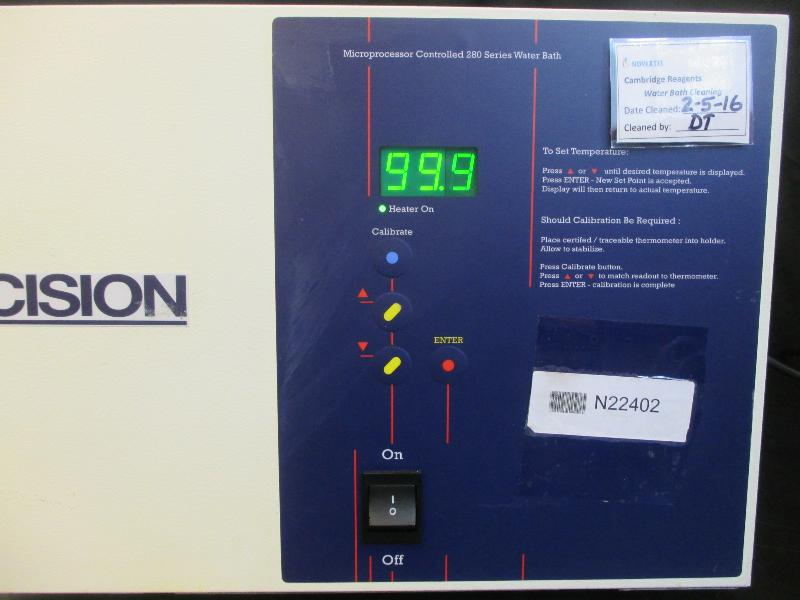 Microprocessor Controlled 280 Series Water Bath
NOVARTIS
Cambridge Reagents
Water Bath Cleaning
Date Cleaned: 2-5-16
Cleaned by: DT
99.9
Heater On
Calibrate
ENTER
On
I
O
Off
To Set Temperature:
Press ▲ or ▼ until desired temperature is displayed.
Press ENTER - New Set Point is accepted.
Display will then return to actual temperature.
Should Calibration Be Required :
Place certifed / traceable thermometer into holder.
Allow to stabilize.
Press Calibrate button.
Press ▲ or ▼ to match readout to thermometer.
Press ENTER - calibration is complete
N22402
CISION